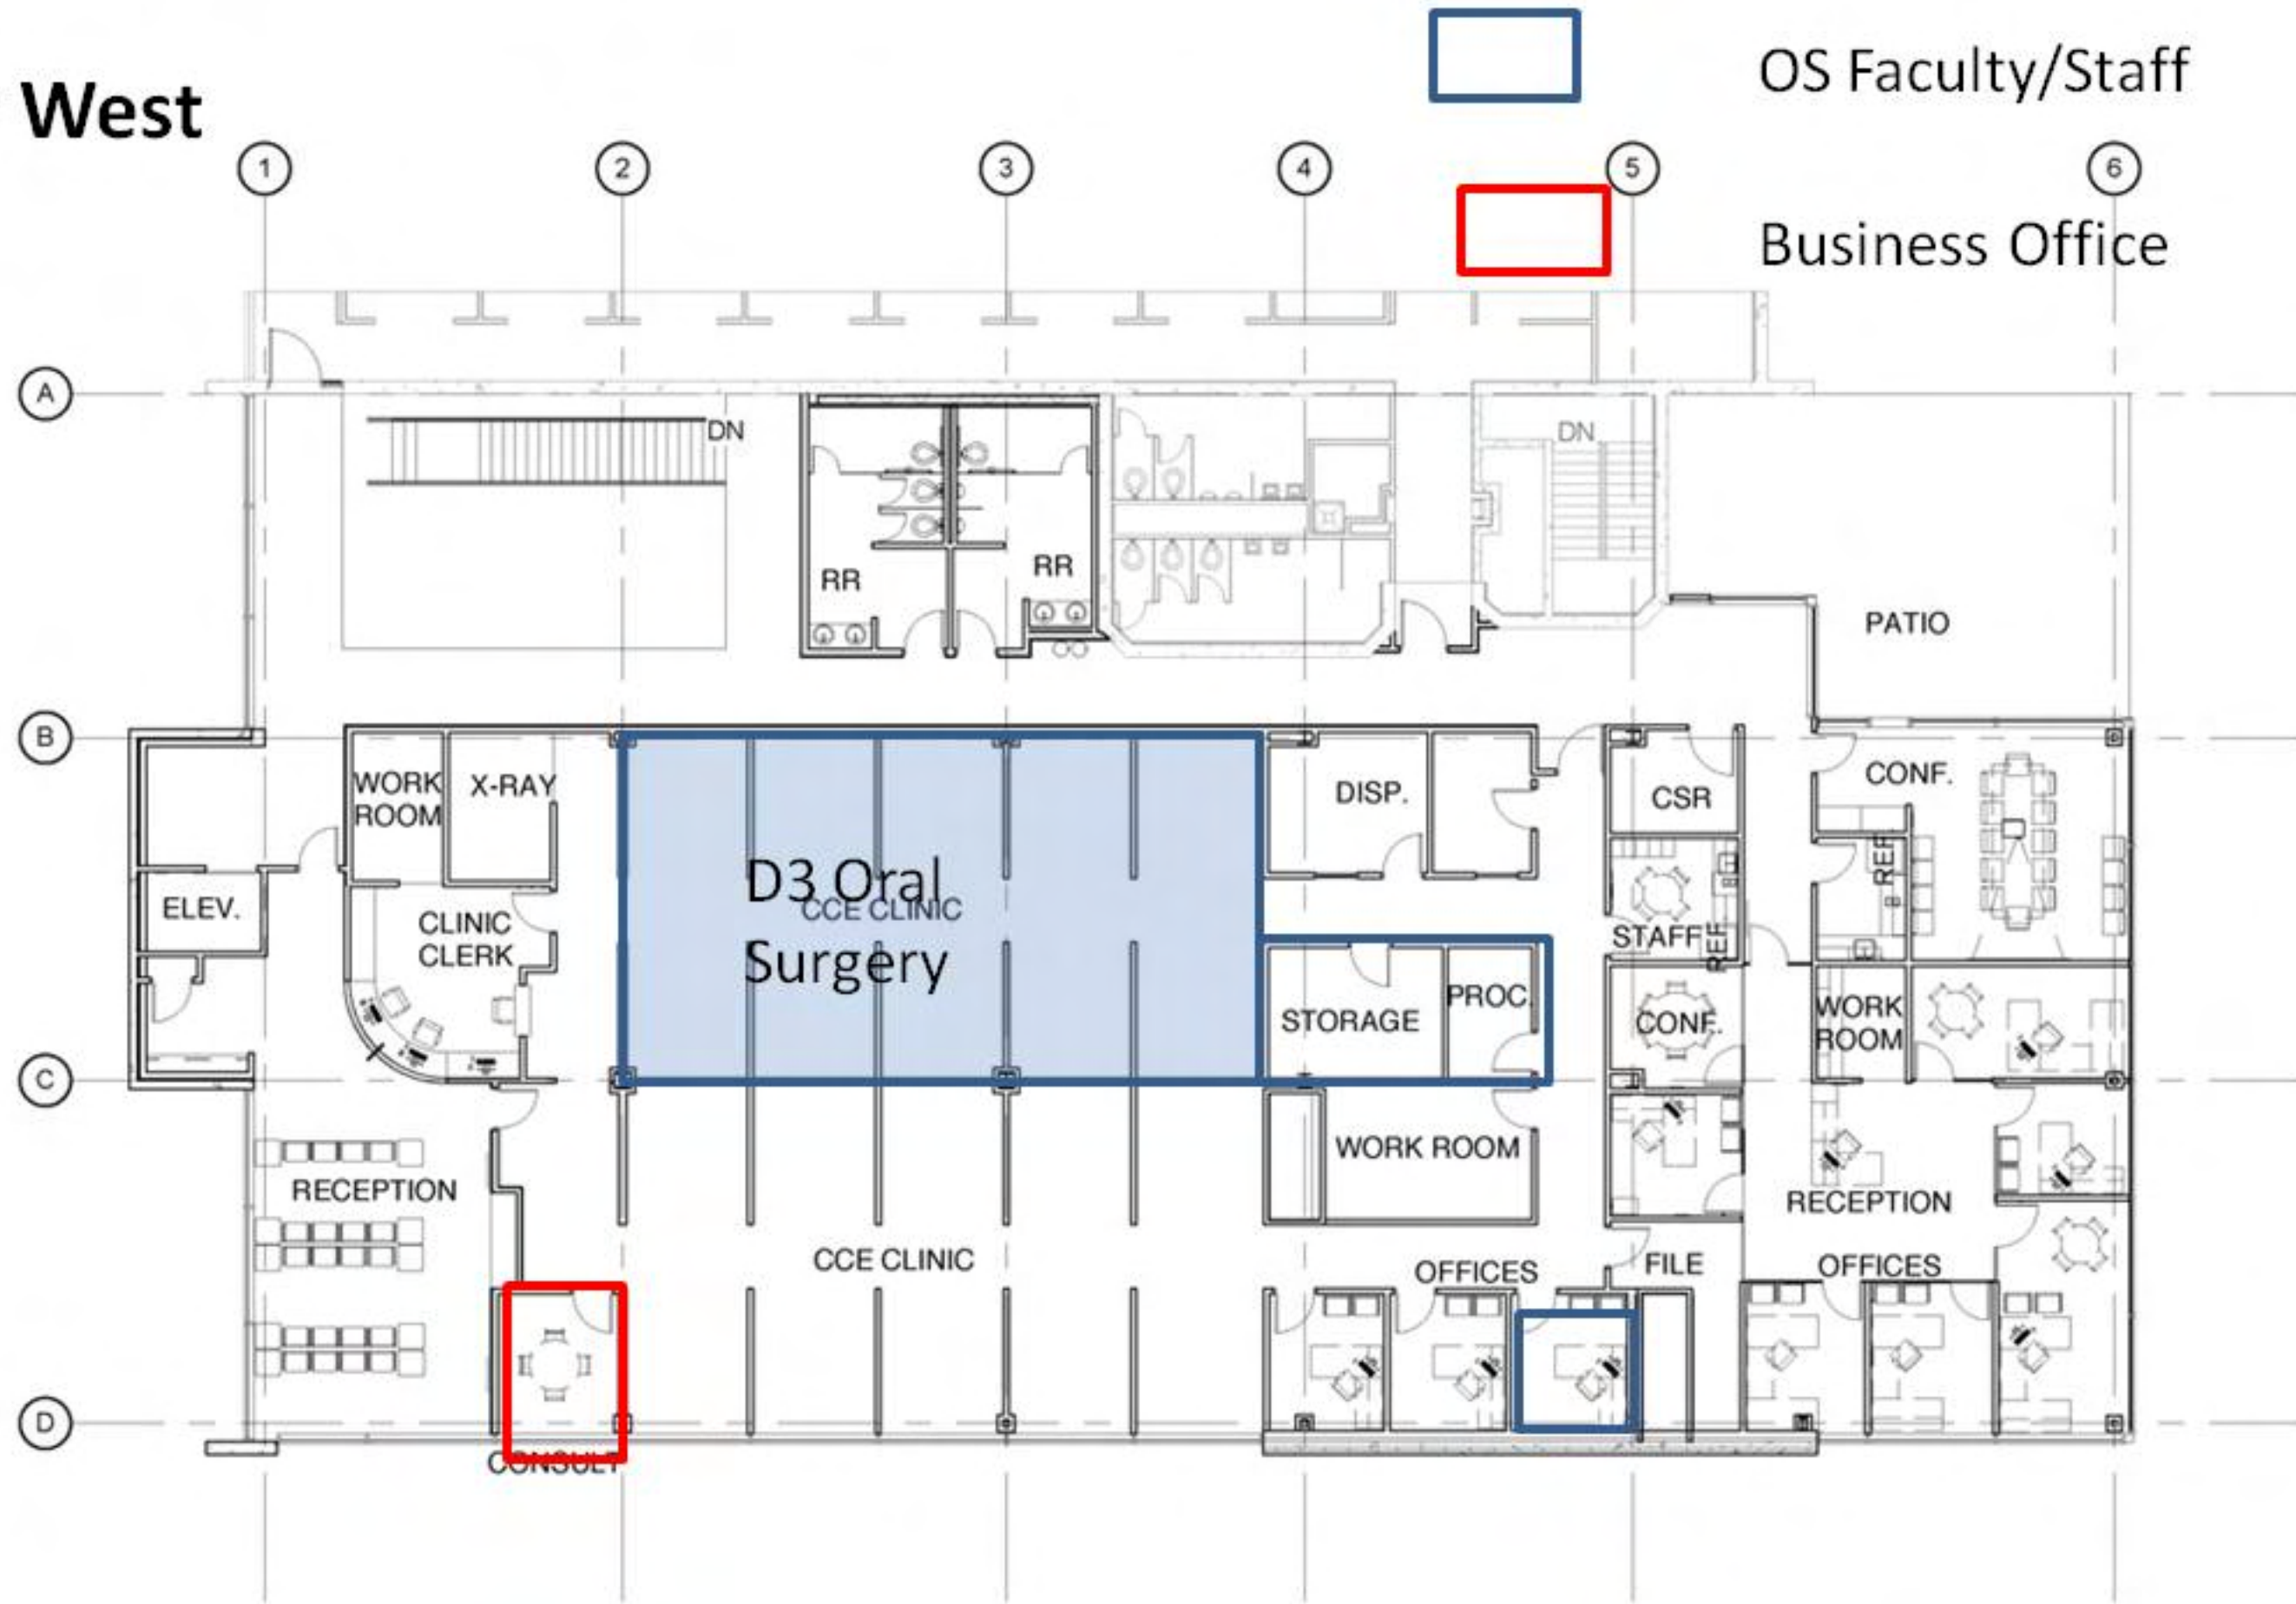 OS Faculty/Staff
West
1 2 3 4 5 6
Business Office
A
DN
DN
RR
RR
PATIO
B
WORK
ROOM
X-RAY
DISP.
CSR
CONF.
REF
D3 Oral
Surgery
CCE CLINIC
ELEV.
CLINIC
CLERK
STAFF
REF
STORAGE
PROC.
CONF.
WORK
ROOM
C
WORK ROOM
RECEPTION
RECEPTION
CCE CLINIC
OFFICES
FILE
OFFICES
D
CONSULT